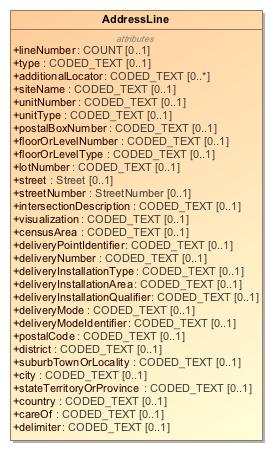 AddressLine
attributes
+lineNumber : COUNT [0..1]
+type : CODED_TEXT [0..1]
+additionalLocator : CODED_TEXT [0..*]
+siteName : CODED_TEXT [0..1]
+unitNumber : CODED_TEXT [0..1]
+unitType : CODED_TEXT [0..1]
+postalBoxNumber : CODED_TEXT [0..1]
+floorOrLevelNumber : CODED_TEXT [0..1]
+floorOrLevelType : CODED_TEXT [0..1]
+lotNumber : CODED_TEXT [0..1]
+street : Street [0..1]
+streetNumber : StreetNumber [0..1]
+intersectionDescription : CODED_TEXT [0..1]
+visualization : CODED_TEXT [0..1]
+censusArea : CODED_TEXT [0..1]
+deliveryPointIdentifier : CODED_TEXT [0..1]
+deliveryNumber : CODED_TEXT [0..1]
+deliveryInstallationType : CODED_TEXT [0..1]
+deliveryInstallationArea : CODED_TEXT [0..1]
+deliveryInstallationQualifier : CODED_TEXT [0..1]
+deliveryMode : CODED_TEXT [0..1]
+deliveryModeIdentifier : CODED_TEXT [0..1]
+postalCode : CODED_TEXT [0..1]
+district : CODED_TEXT [0..1]
+suburbTownOrLocality : CODED_TEXT [0..1]
+city : CODED_TEXT [0..1]
+stateTerritoryOrProvince : CODED_TEXT [0..1]
+country : CODED_TEXT [0..1]
+careOf : CODED_TEXT [0..1]
+delimiter : CODED_TEXT [0..1]